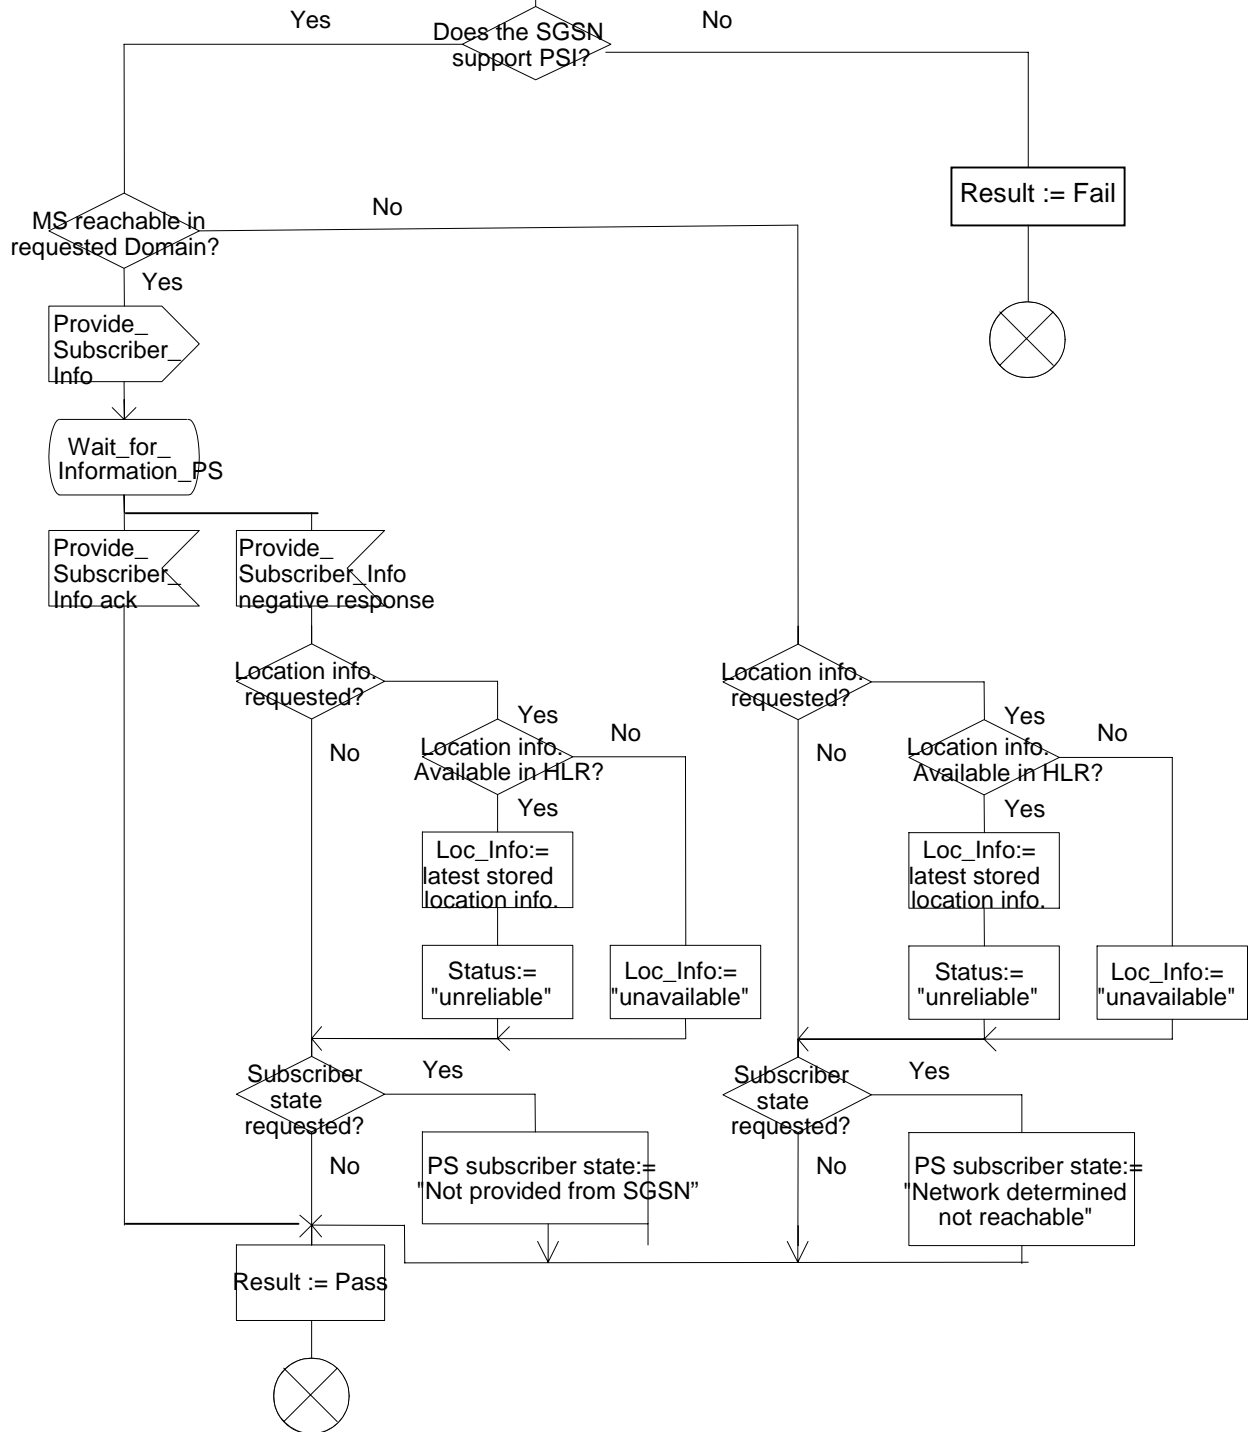 Yes
No
Does the SGSN
support PSI?
Result := Fail
No
MS reachable in
requested Domain?
Yes
Provide_
Subscriber_
Info
Wait_for_
Information_PS
Provide_
Subscriber_
Info ack
Provide_
Subscriber_Info
negative response
Location info.
requested?
Yes
No
No
Location info.
Available in HLR?
Yes
Loc_Info:=
latest stored
location info.
Status:=
"unreliable"
Loc_Info:=
"unavailable"
Location info.
requested?
Yes
No
No
Location info.
Available in HLR?
Yes
Loc_Info:=
latest stored
location info.
Status:=
"unreliable"
Loc_Info:=
"unavailable"
Subscriber
state
requested?
Yes
No
PS subscriber state:=
"Not provided from SGSN”
Subscriber
state
requested?
Yes
No
PS subscriber state:=
"Network determined
not reachable"
Result := Pass